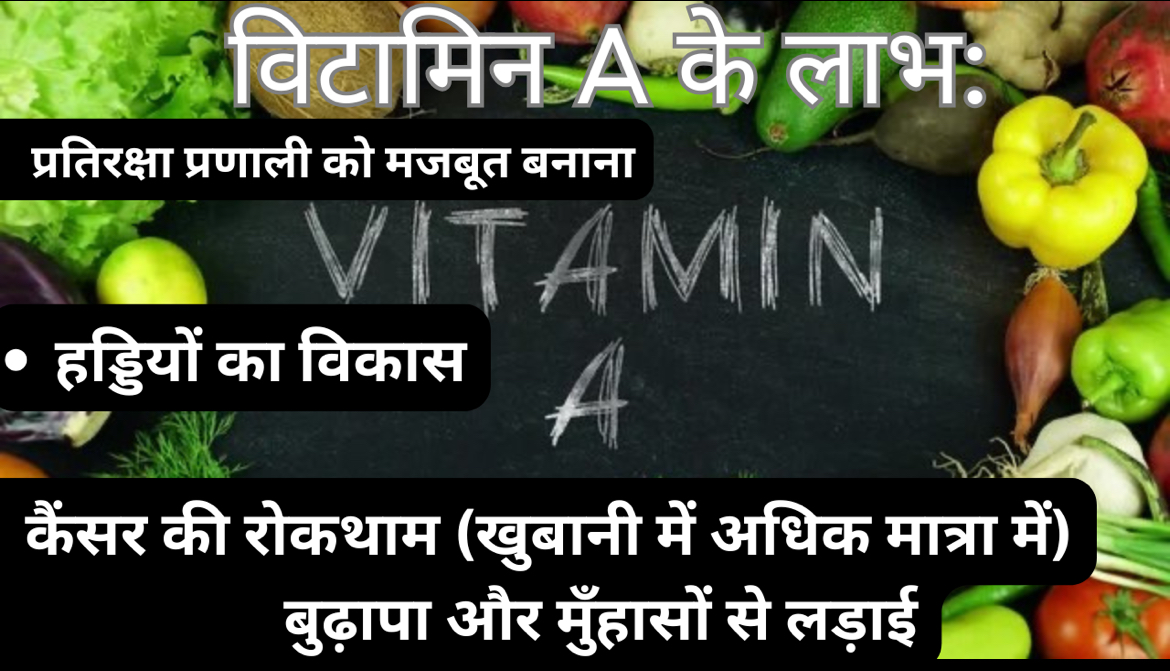 विटामिन A के लाभ:
प्रतिरक्षा प्रणाली को मजबूत बनाना
VITAMIN
• हड्डियों का विकास
A
कैंसर की रोकथाम (खुबानी में अधिक मात्रा में)
बुढ़ापा और मुँहासों से लड़ाई